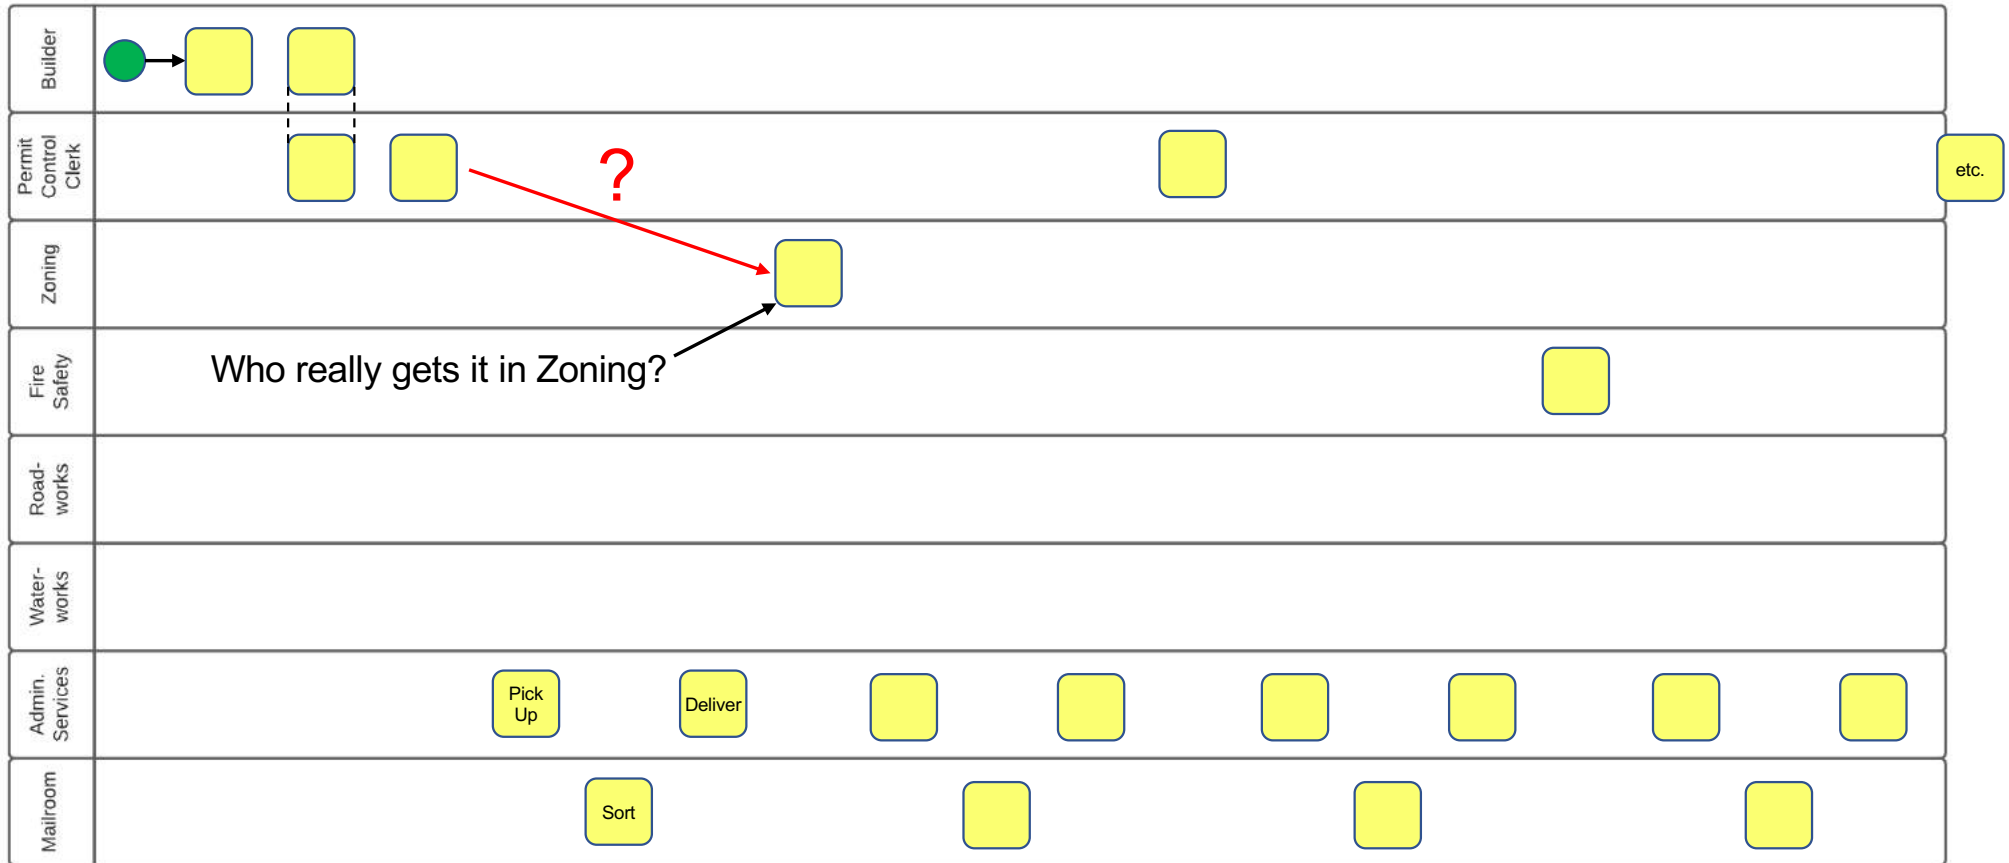 Builder
Permit
Control
Clerk
?
etc.
Zoning
Who really gets it in Zoning?
Fire
Safety
Road-
works
Water-
works
Admin.
Services
Pick
Up
Deliver
Mailroom
Sort